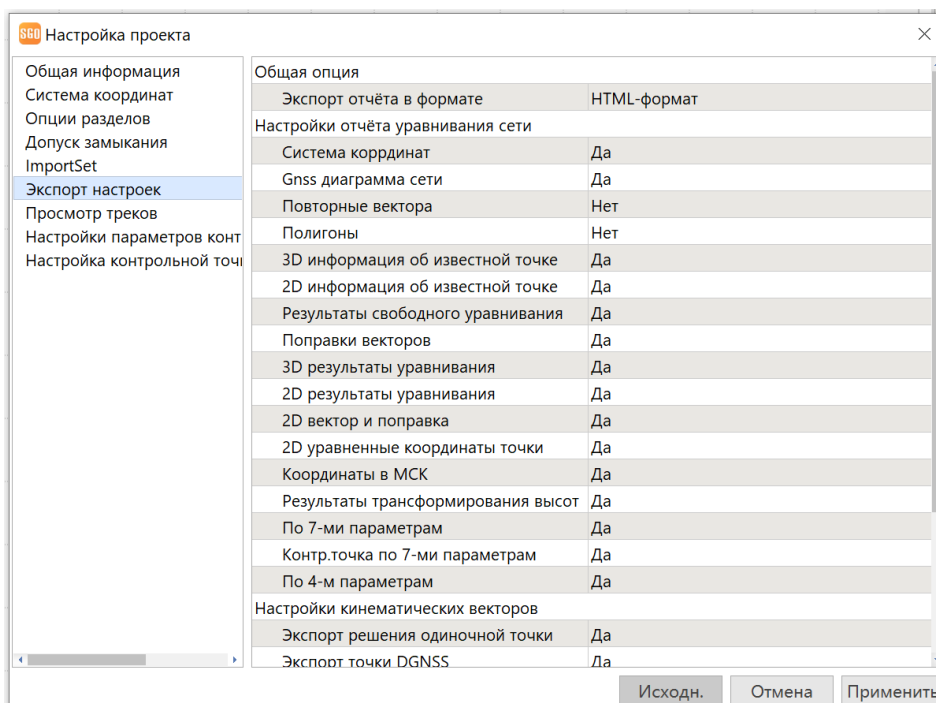 SGO Настройка проекта
Общая информация
Система координат
Опции разделов
Допуск замыкания
ImportSet
Экспорт настроек
Просмотр треков
Настройки параметров конт
Настройка контрольной точ
Общая опция
Экспорт отчёта в формате HTML-формат
Настройки отчёта уравнивания сети
Система коррдинат Да
Gnss диаграмма сети Да
Повторные вектора Нет
Полигоны Нет
3D информация об известной точке Да
2D информация об известной точке Да
Результаты свободного уравнивания Да
Поправки векторов Да
3D результаты уравнивания Да
2D результаты уравнивания Да
2D вектор и поправка Да
2D уравненные координаты точки Да
Координаты в МСК Да
Результаты трансформирования высот Да
По 7-ми параметрам Да
Контр.точка по 7-ми параметрам Да
По 4-м параметрам Да
Настройки кинематических векторов
Экспорт решения одиночной точки Да
Экспорт точки DGNSS Да
Исходн. Отмена Применить